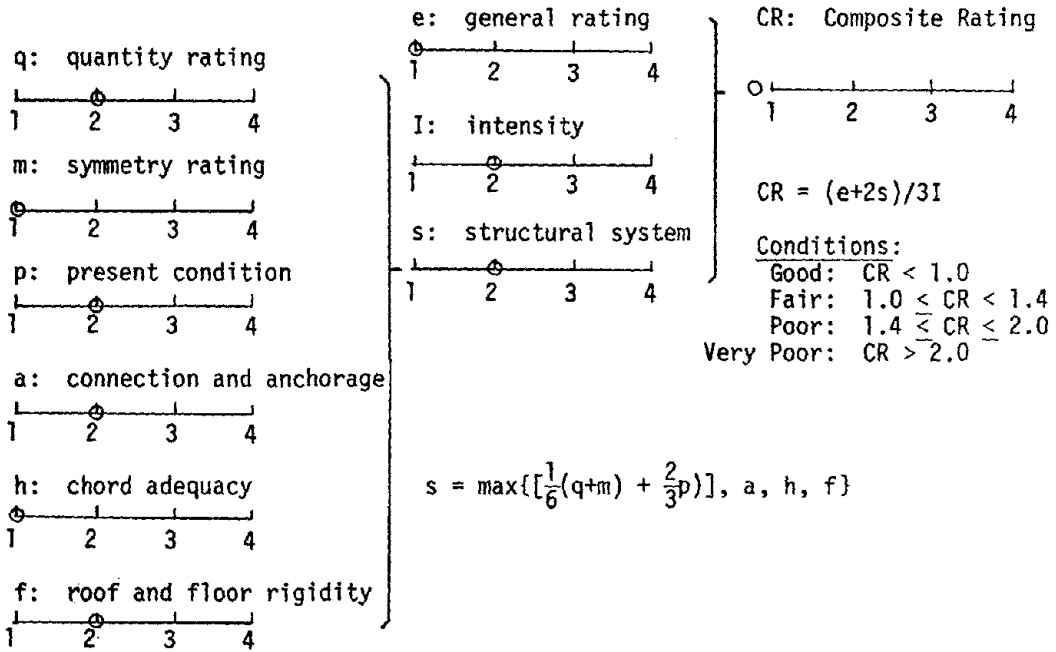 q: quantity rating
1 2 3 4
m: symmetry rating
1 2 3 4
p: present condition
1 2 3 4
a: connection and anchorage
1 2 3 4
h: chord adequacy
1 2 3 4
f: roof and floor rigidity
1 2 3 4
e: general rating
1 2 3 4
I: intensity
1 2 3 4
s: structural system
1 2 3 4
s = max{[1/6(q+m) + 2/3p)], a, h, f}
CR: Composite Rating
1 2 3 4
CR = (e+2s)/3I
Conditions:
Good: CR < 1.0
Fair: 1.0 ≤ CR < 1.4
Poor: 1.4 ≤ CR ≤ 2.0
Very Poor: CR > 2.0